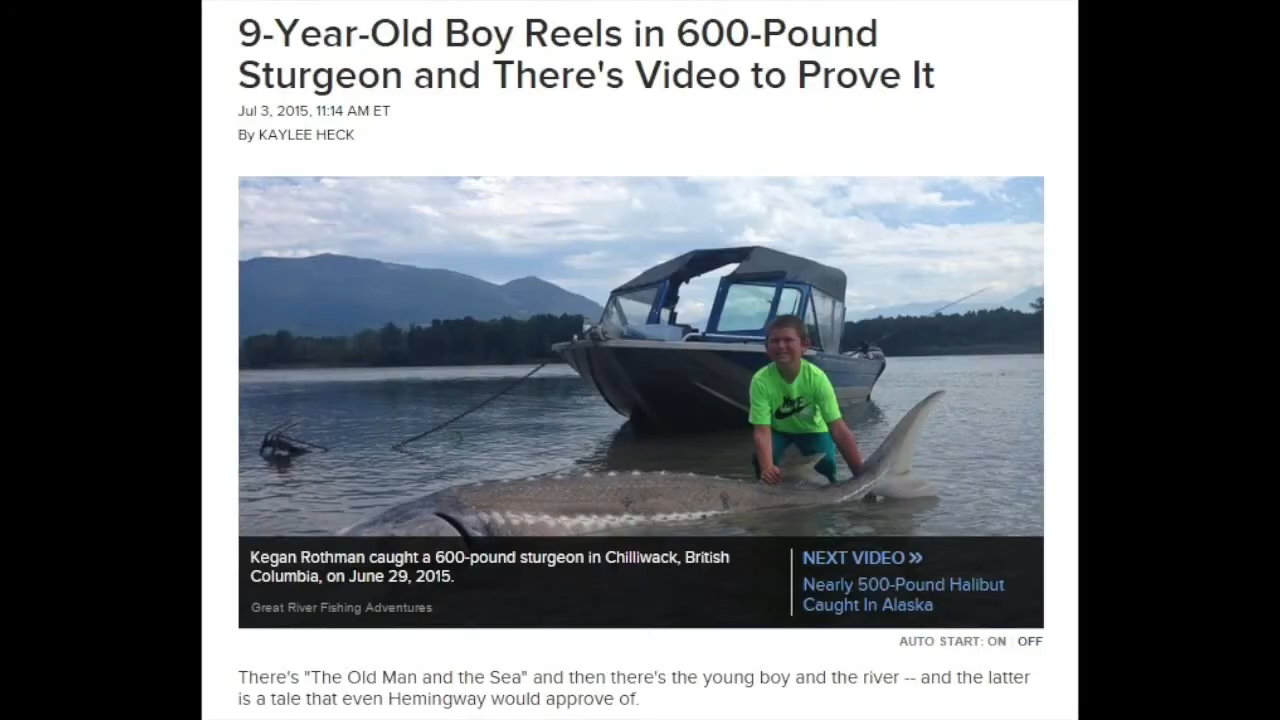 9-Year-Old Boy Reels in 600-Pound
Sturgeon and There's Video to Prove It
Jul 3, 2015, 11:14 AM ET
By KAYLEE HECK
NIKE
Kegan Rothman caught a 600-pound sturgeon in Chilliwack, British
Columbia, on June 29, 2015.
Great River Fishing Adventures
NEXT VIDEO »
Nearly 500-Pound Halibut
Caught In Alaska
AUTO START: ON | OFF
There's "The Old Man and the Sea" and then there's the young boy and the river -- and the latter
is a tale that even Hemingway would approve of.